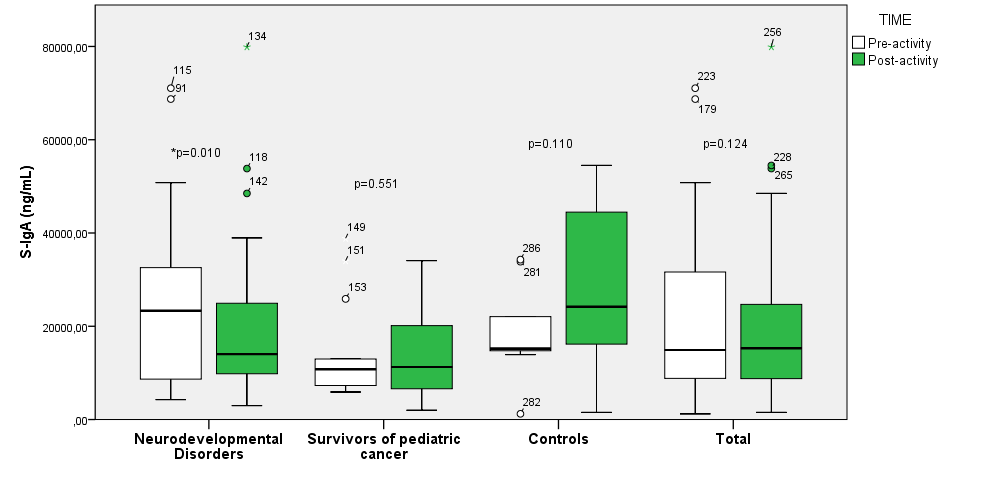 TIME
Pre-activity
Post-activity
S-IgA (ng/mL)
80000,00
60000,00
40000,00
20000,00
,00
134
115
91
*p=0.010
118
142
p=0.551
149
151
153
p=0.110
286
281
282
256
223
179
p=0.124
228
265
Neurodevelopmental
Disorders
Survivors of pediatric
cancer
Controls
Total